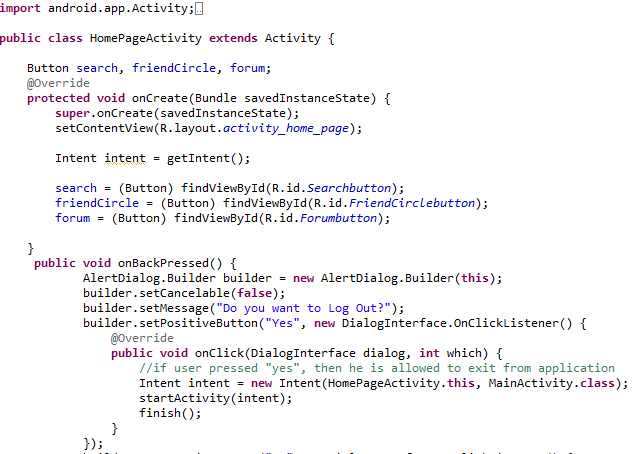 import android.app.Activity;
public class HomePageActivity extends Activity {
Button search, friendCircle, forum;
@Override
protected void onCreate(Bundle savedInstanceState) {
super.onCreate(savedInstanceState);
setContentView(R.layout.activity_home_page);
Intent intent = getIntent();
search = (Button) findViewById(R.id.Searchbutton);
friendCircle = (Button) findViewById(R.id.FriendCirclebutton);
forum = (Button) findViewById(R.id.Forumbutton);
}
public void onBackPressed() {
AlertDialog.Builder builder = new AlertDialog.Builder(this);
builder.setCancelable(false);
builder.setMessage("Do you want to Log Out?");
builder.setPositiveButton("Yes", new DialogInterface.OnClickListener() {
@Override
public void onClick(DialogInterface dialog, int which) {
//if user pressed "yes", then he is allowed to exit from application
Intent intent = new Intent(HomePageActivity.this, MainActivity.class);
startActivity(intent);
finish();
}
});